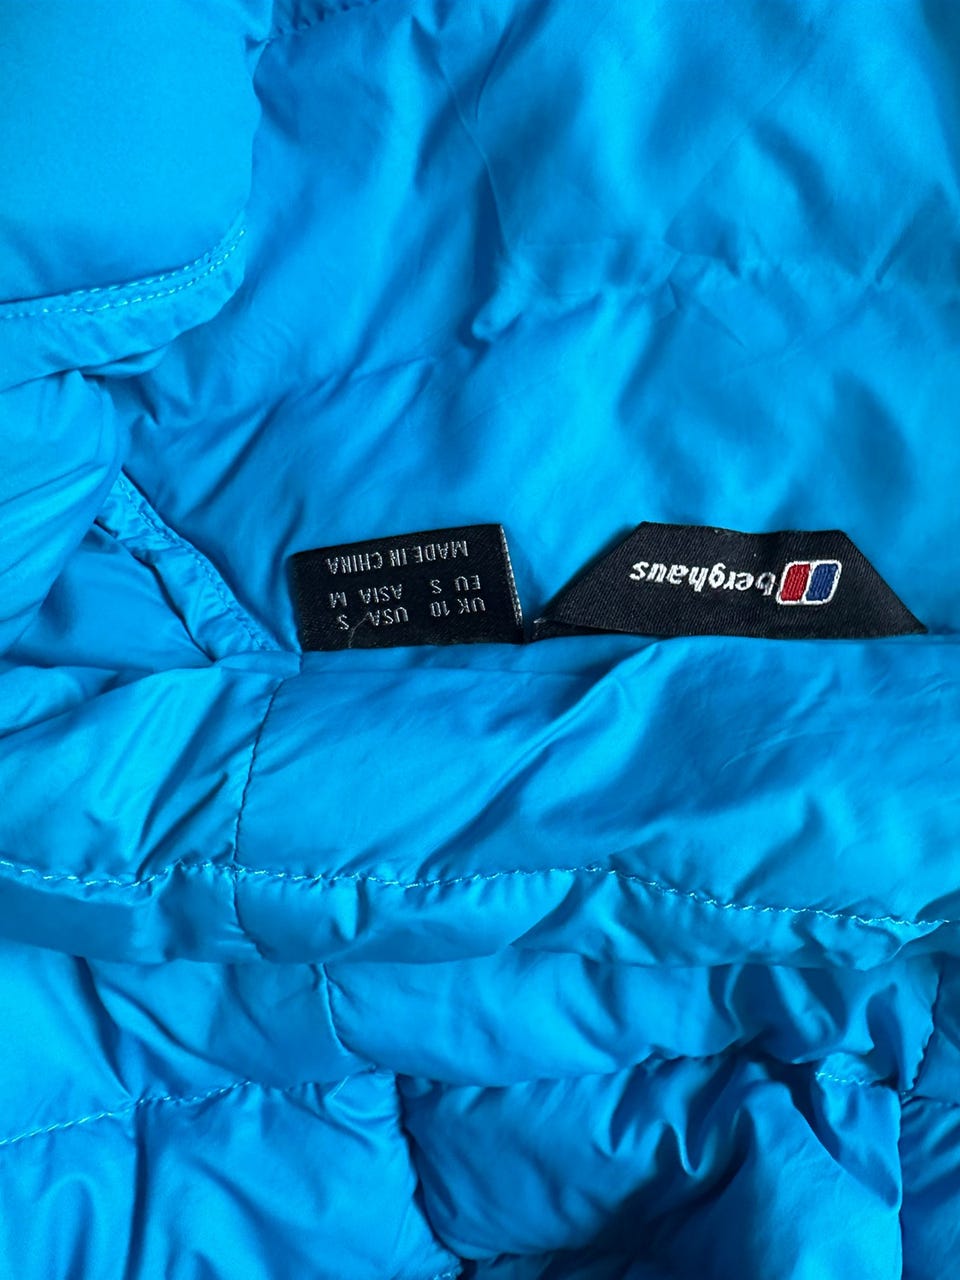 berghaus
UK 10 USA S
EU S ASIA M
MADE IN CHINA